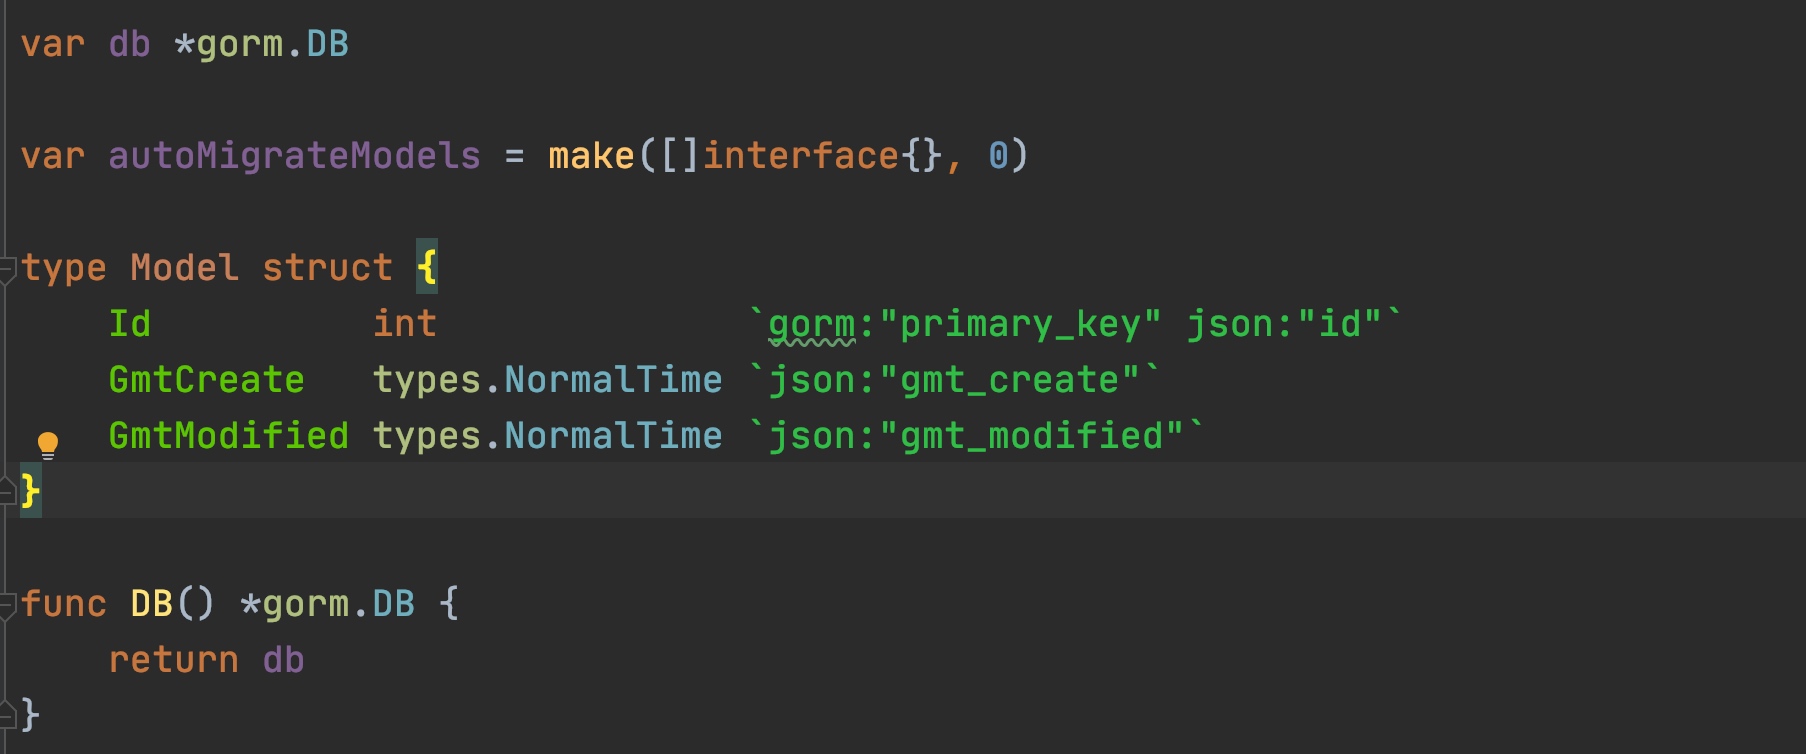 var db *gorm.DB
var autoMigrateModels = make([]interface{}, 0)
type Model struct {
    Id          int              `gorm:"primary_key" json:"id"`
    GmtCreate   types.NormalTime `json:"gmt_create"`
    GmtModified types.NormalTime `json:"gmt_modified"`
}
func DB() *gorm.DB {
    return db
}